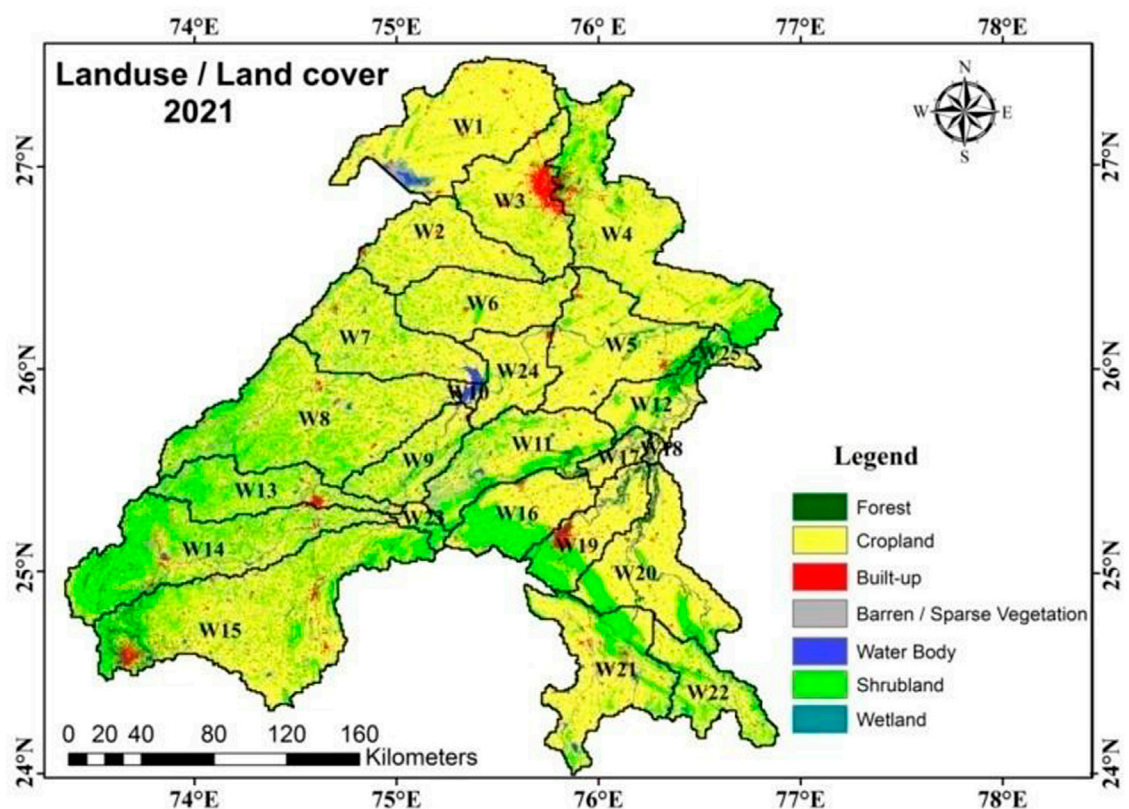 74°E 75°E 76°E 77°E 78°E
Landuse / Land cover
2021
N
W E
S
27°N 27°N
26°N 26°N
25°N 25°N
24°N 24°N
W1
W3
W2
W4
W6
W7
W5
W24
W25
W10
W12
W8
W11
W9
W17
W18
W13
W16
W23
W14
W19
W20
W15
W21
W22
Legend
Forest
Cropland
Built-up
Barren / Sparse Vegetation
Water Body
Shrubland
Wetland
0 20 40 80 120 160
Kilometers
74°E 75°E 76°E 77°E 78°E